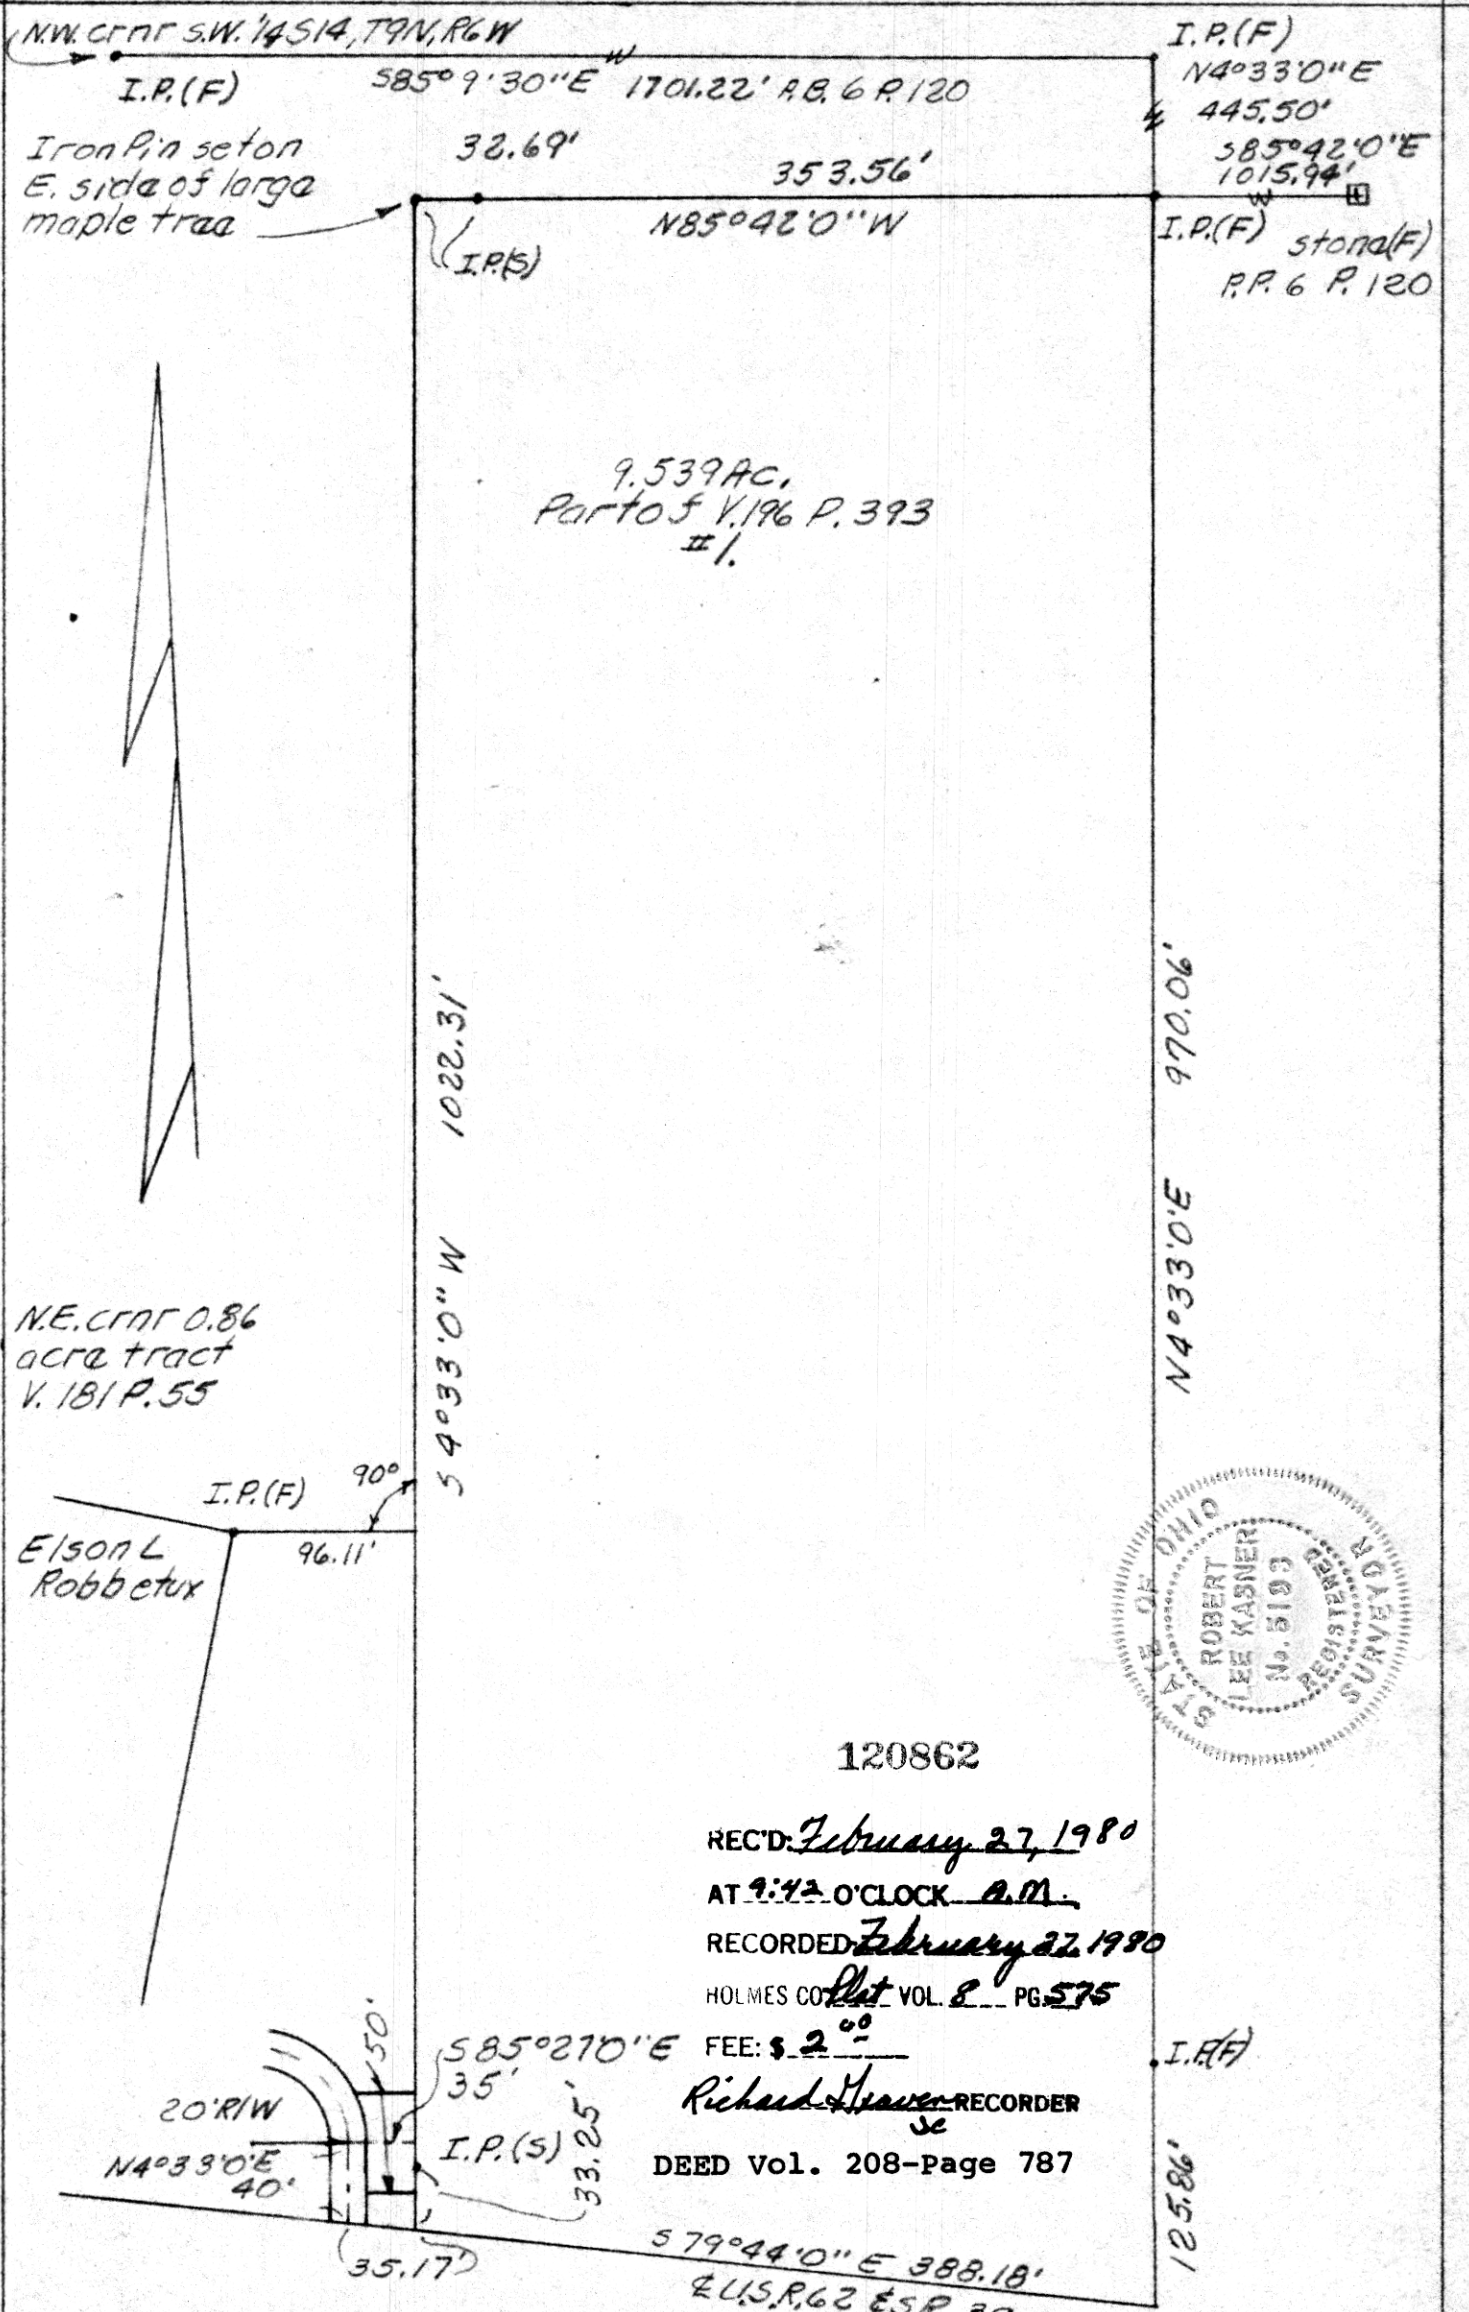 N.W. crnr S.W. 1/4 S14, T9N, R6W
I.P.(F)
S85°9'30"E 1701.22' P.B. 6 P. 120
I.P.(F)
N4°33'0"E
445.50'
S85°42'0"E
1015.94'
I.P.(F)
stone(F)
P.P. 6 P. 120
Iron Pin set on
E. side of large
maple tree
32.69'
353.56'
N85°42'0"W
I.P.(S)
9.539 Ac.
Part of V.196 P. 393
#1.
1022.31'
S 4°33'0" W
970.06'
N4°33'0"E
N.E. crnr 0.86
acre tract
V. 181 P. 55
I.P.(F)
90°
96.11'
Elson L
Robb etux
STATE OF OHIO
ROBERT
LEE KASNER
No. 5193
REGISTERED
SURVEYOR
120862
REC'D: February 27, 1980
AT 9:42 O'CLOCK A.M.
RECORDED February 27 1980
HOLMES CO Plat VOL. 8 PG 575
FEE: $ 2 00
Richard Graven RECORDER
DEED Vol. 208-Page 787
I.P.(F)
150'
S85°27'0"E
35'
20' R/W
N4°33'0"E
40'
I.P.(S)
33.25'
35.17'
125.86'
S 79°44'0" E 388.18'
℄ U.S.R. 62 & S.R. 39